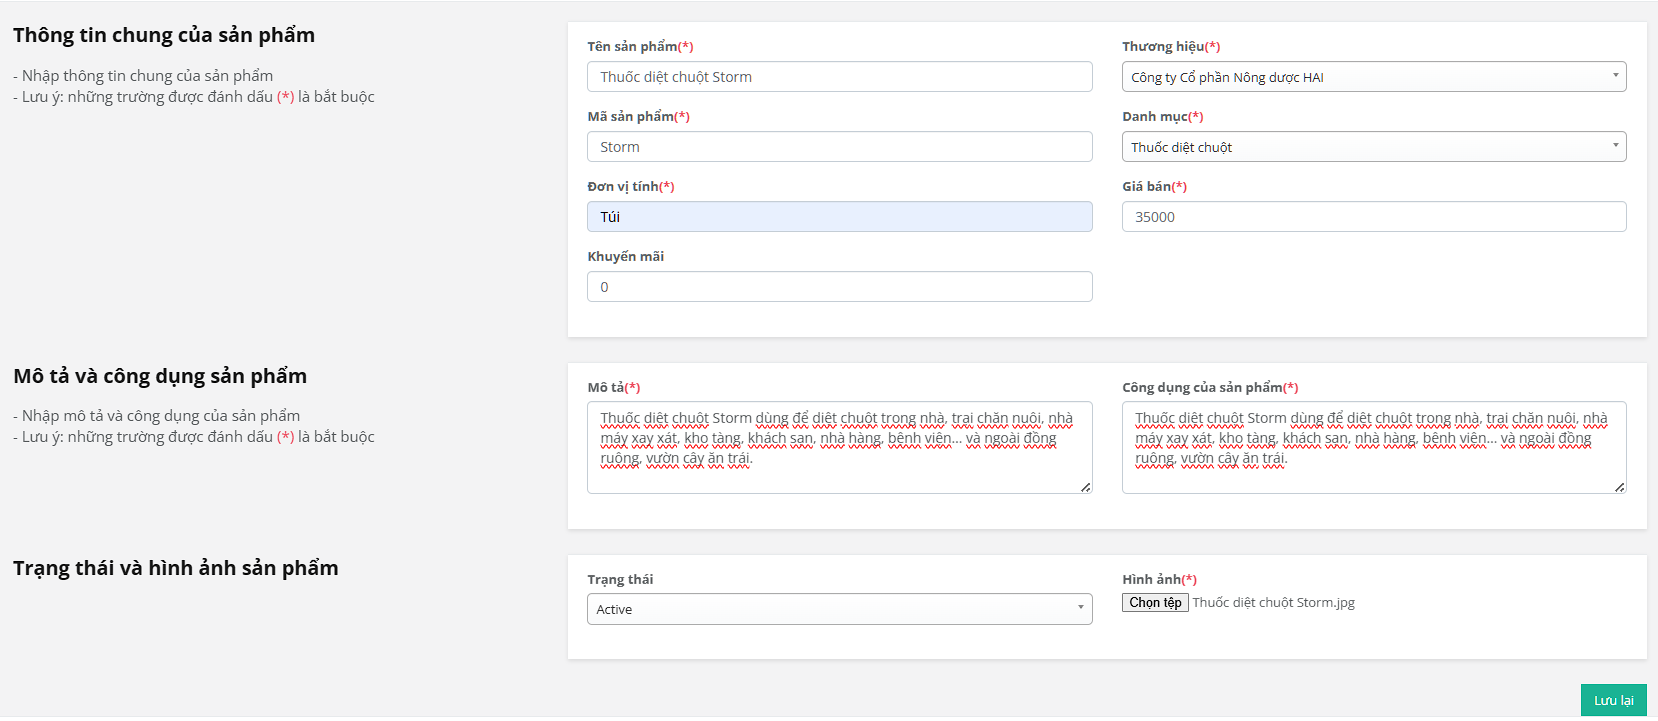 Thông tin chung của sản phẩm
- Nhập thông tin chung của sản phẩm
- Lưu ý: những trường được đánh dấu (*) là bắt buộc
Tên sản phẩm(*)
Thuốc diệt chuột Storm
Thương hiệu(*)
Công ty Cổ phần Nông dược HAI
Mã sản phẩm(*)
Storm
Danh mục(*)
Thuốc diệt chuột
Đơn vị tính(*)
Túi
Giá bán(*)
35000
Khuyến mãi
0
Mô tả và công dụng sản phẩm
- Nhập mô tả và công dụng của sản phẩm
- Lưu ý: những trường được đánh dấu (*) là bắt buộc
Mô tả(*)
Thuốc diệt chuột Storm dùng để diệt chuột trong nhà, trại chăn nuôi, nhà
máy xay xát, kho tàng, khách sạn, nhà hàng, bệnh viện... và ngoài đồng
ruộng, vườn cây ăn trái.
Công dụng của sản phẩm(*)
Thuốc diệt chuột Storm dùng để diệt chuột trong nhà, trại chăn nuôi, nhà
máy xay xát, kho tàng, khách sạn, nhà hàng, bệnh viện... và ngoài đồng
ruộng, vườn cây ăn trái.
Trạng thái và hình ảnh sản phẩm
Trạng thái
Active
Hình ảnh(*)
Chọn tệp Thuốc diệt chuột Storm.jpg
Lưu lại